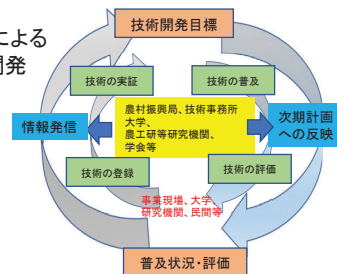 技術開発目標
による
発
技術の実証
技術の普及
農村振興局、技術事務所
大学、
農工研等研究機関、
学会等
情報発信
次期計画
への反映
技術の登録
技術の評価
事業現場、大学、
研究機関、民間等
普及状況・評価